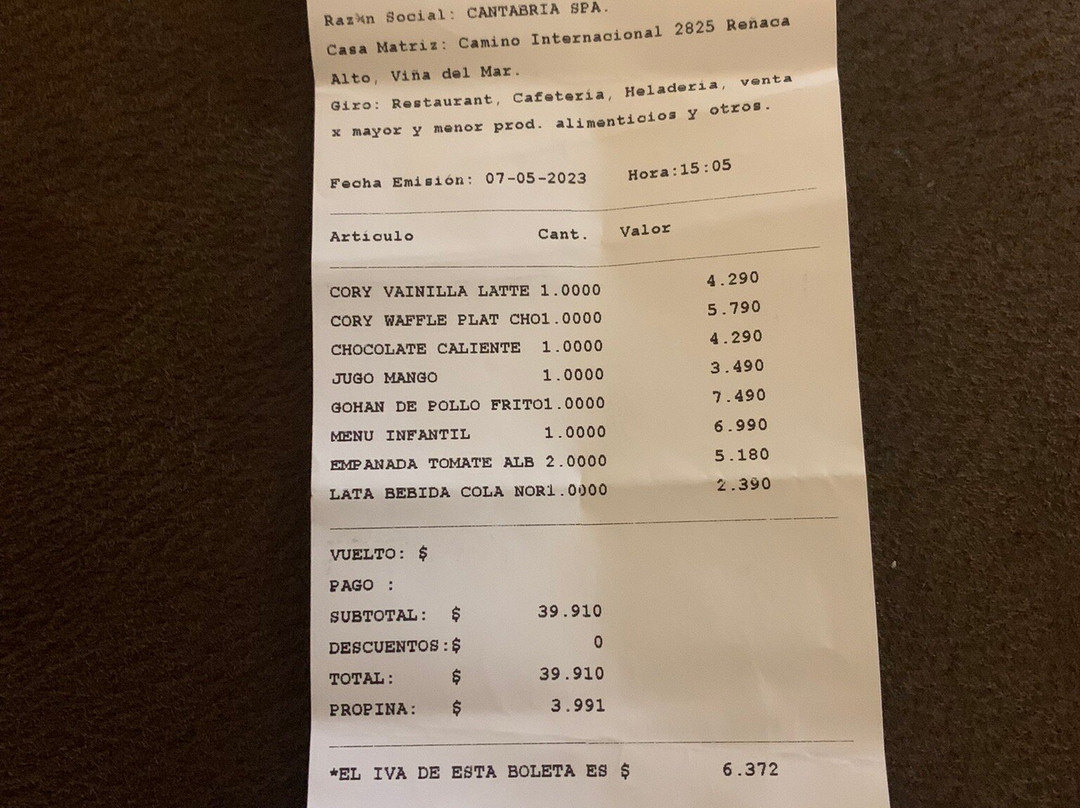 Razón Social: CANTABRIA SPA.
Casa Matriz: Camino Internacional 2825 Reñaca
Alto, Viña del Mar.
Giro: Restaurant, Cafeteria, Heladeria, venta
x mayor y menor prod. alimenticios y otros.
Fecha Emisión: 07-05-2023 Hora:15:05
Articulo Cant. Valor
CORY VAINILLA LATTE 1.0000 4.290
CORY WAFFLE PLAT CHO1.0000 5.790
CHOCOLATE CALIENTE 1.0000 4.290
JUGO MANGO 1.0000 3.490
GOHAN DE POLLO FRITO1.0000 7.490
MENU INFANTIL 1.0000 6.990
EMPANADA TOMATE ALB 2.0000 5.180
LATA BEBIDA COLA NOR1.0000 2.390
VUELTO: $
PAGO :
SUBTOTAL: $ 39.910
DESCUENTOS:$ 0
TOTAL: $ 39.910
PROPINA: $ 3.991
*EL IVA DE ESTA BOLETA ES $ 6.372